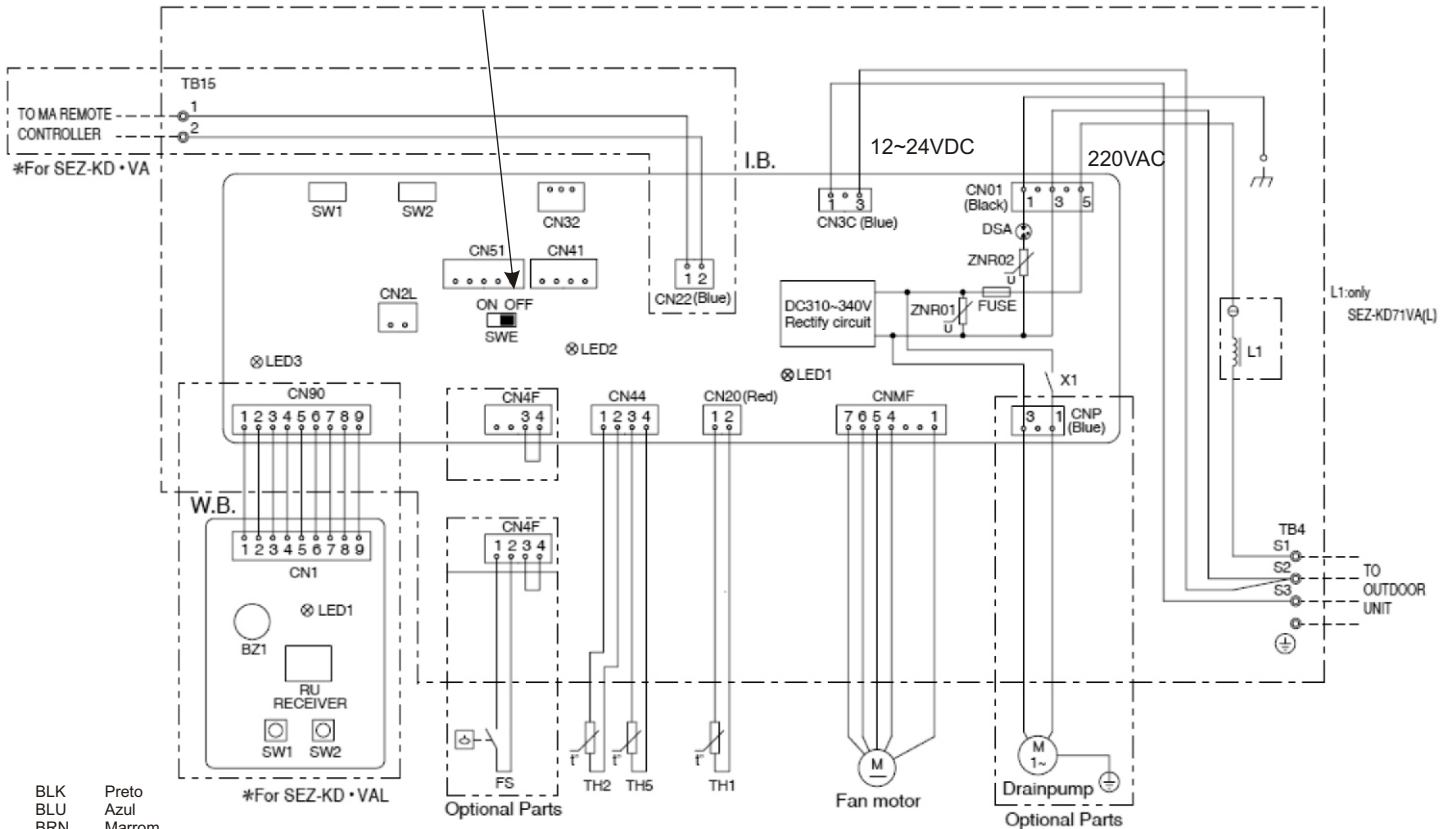 TB15
TO MA REMOTE
CONTROLLER
1
2
*For SEZ-KD・VA
I.B.
12~24VDC
220VAC
SW1
SW2
CN32
1 3
CN3C (Blue)
CN01
(Black)
1 3 5
DSA
ZNR02
U
CN51
CN41
1 2
CN22 (Blue)
CN2L
ON OFF
SWE
DC310~340V
Rectify circuit
ZNR01
U
FUSE
L1:only
SEZ-KD71VA(L)
L1
LED3
LED2
LED1
X1
CN90
1 2 3 4 5 6 7 8 9
CN4F
3 4
CN44
1 2 3 4
CN20 (Red)
1 2
CNMF
7 6 5 4 1
3 1
CNP
(Blue)
W.B.
1 2 3 4 5 6 7 8 9
CN1
LED1
BZ1
RU
RECEIVER
SW1
SW2
*For SEZ-KD・VAL
CN4F
1 2 3 4
FS
Optional Parts
t°
TH2
t°
TH5
t°
TH1
M
Fan motor
M
1~
Drainpump
Optional Parts
TB4
S1
S2
S3
TO
OUTDOOR
UNIT
BLK Preto
BLU Azul
BRN Marrom